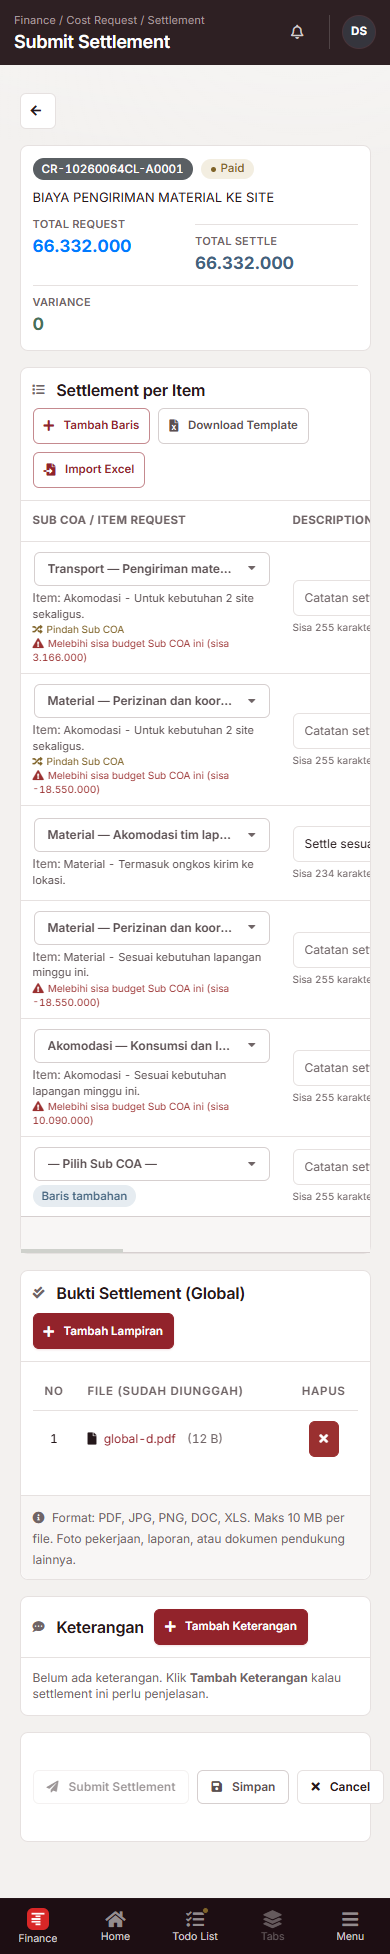 Finance / Cost Request / Settlement
Submit Settlement
DS
CR-10260064CL-A0001
Paid
BIAYA PENGIRIMAN MATERIAL KE SITE
TOTAL REQUEST
66.332.000
TOTAL SETTLE
66.332.000
VARIANCE
0
Settlement per Item
Tambah Baris
Download Template
Import Excel
SUB COA / ITEM REQUEST
DESCRIPTION
Transport — Pengiriman mate...
Catatan set
Item: Akomodasi - Untuk kebutuhan 2 site
sekaligus.
Sisa 255 karakte
Pindah Sub COA
Melebihi sisa budget Sub COA ini (sisa
3.166.000)
Material — Perizinan dan koor...
Catatan set
Item: Akomodasi - Untuk kebutuhan 2 site
sekaligus.
Sisa 255 karakte
Pindah Sub COA
Melebihi sisa budget Sub COA ini (sisa
-18.550.000)
Material — Akomodasi tim lap...
Settle sesua
Item: Material - Termasuk ongkos kirim ke
lokasi.
Sisa 234 karakte
Material — Perizinan dan koor...
Catatan set
Item: Material - Sesuai kebutuhan lapangan
minggu ini.
Sisa 255 karakte
Melebihi sisa budget Sub COA ini (sisa
-18.550.000)
Akomodasi — Konsumsi dan l...
Catatan set
Item: Akomodasi - Sesuai kebutuhan
lapangan minggu ini.
Sisa 255 karakte
Melebihi sisa budget Sub COA ini (sisa
10.090.000)
— Pilih Sub COA —
Catatan set
Baris tambahan
Sisa 255 karakte
Bukti Settlement (Global)
Tambah Lampiran
NO
FILE (SUDAH DIUNGGAH)
HAPUS
1
global-d.pdf
(12 B)
Format: PDF, JPG, PNG, DOC, XLS. Maks 10 MB per
file. Foto pekerjaan, laporan, atau dokumen pendukung
lainnya.
Keterangan
Tambah Keterangan
Belum ada keterangan. Klik Tambah Keterangan kalau
settlement ini perlu penjelasan.
Submit Settlement
Simpan
Cancel
Finance
Home
Todo List
Tabs
Menu